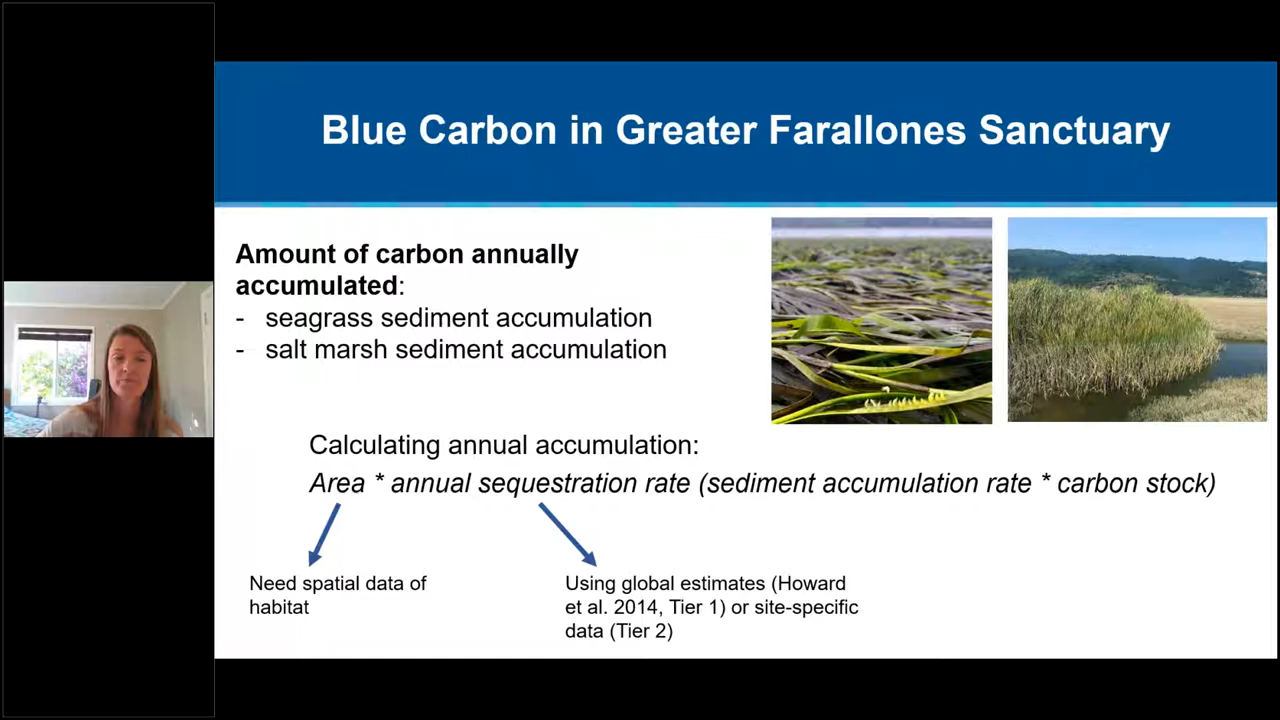 Blue Carbon in Greater Farallones Sanctuary
Amount of carbon annually
accumulated:
- seagrass sediment accumulation
- salt marsh sediment accumulation
Calculating annual accumulation:
Area * annual sequestration rate (sediment accumulation rate * carbon stock)
Need spatial data of
habitat
Using global estimates (Howard
et al. 2014, Tier 1) or site-specific
data (Tier 2)